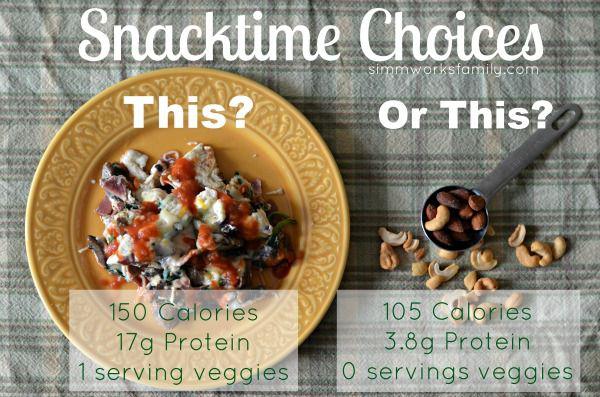 Snacktime Choices
simmworksfamily.com
This?
Or This?
150 Calories
17g Protein
1 serving veggies
105 Calories
3.8g Protein
0 servings veggies